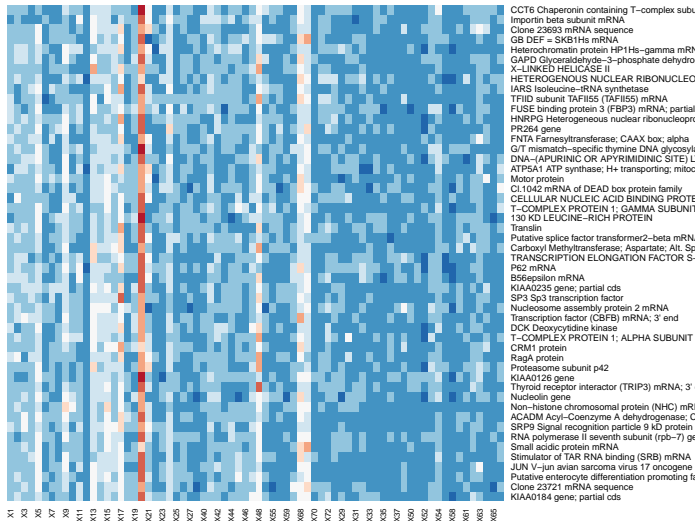 CCT6 Chaperonin containing T−complex subu
Importin beta subunit mRNA
Clone 23693 mRNA sequence
GB DEF = SKB1Hs mRNA
Heterochromatin protein HP1Hs−gamma mRN
GAPD Glyceraldehyde−3−phosphate dehydro
X−LINKED HELICASE II
HETEROGENOUS NUCLEAR RIBONUCLEO
IARS Isoleucine−tRNA synthetase
TFIID subunit TAFII55 (TAFII55) mRNA
FUSE binding protein 3 (FBP3) mRNA; partial
HNRPG Heterogeneous nuclear ribonucleopro
PR264 gene
FNTA Farnesyltransferase; CAAX box; alpha
G/T mismatch−specific thymine DNA glycosyla
DNA−(APURINIC OR APYRIMIDINIC SITE) L
ATP5A1 ATP synthase; H+ transporting; mitoc
Motor protein
Cl.1042 mRNA of DEAD box protein family
CELLULAR NUCLEIC ACID BINDING PROTE
T−COMPLEX PROTEIN 1; GAMMA SUBUNIT
130 KD LEUCINE−RICH PROTEIN
Translin
Putative splice factor transformer2−beta mRNA
Carboxyl Methyltransferase; Aspartate; Alt. Sp
TRANSCRIPTION ELONGATION FACTOR S−
P62 mRNA
B56epsilon mRNA
KIAA0235 gene; partial cds
SP3 Sp3 transcription factor
Nucleosome assembly protein 2 mRNA
Transcription factor (CBFB) mRNA; 3' end
DCK Deoxycytidine kinase
T−COMPLEX PROTEIN 1; ALPHA SUBUNIT
CRM1 protein
RagA protein
Proteasome subunit p42
KIAA0126 gene
Thyroid receptor interactor (TRIP3) mRNA; 3'
Nucleolin gene
Non−histone chromosomal protein (NHC) mRN
ACADM Acyl−Coenzyme A dehydrogenase; C
SRP9 Signal recognition particle 9 kD protein
RNA polymerase II seventh subunit (rpb−7) ge
Small acidic protein mRNA
Stimulator of TAR RNA binding (SRB) mRNA
JUN V−jun avian sarcoma virus 17 oncogene
Putative enterocyte differentiation promoting fa
Clone 23721 mRNA sequence
KIAA0184 gene; partial cds
X1 X3 X5 X7 X9 X11 X13 X15 X17 X19 X21 X23 X25 X27 X40 X42 X44 X46 X48 X55 X59 X68 X70 X72 X29 X31 X33 X35 X37 X50 X52 X54 X58 X61 X63 X65